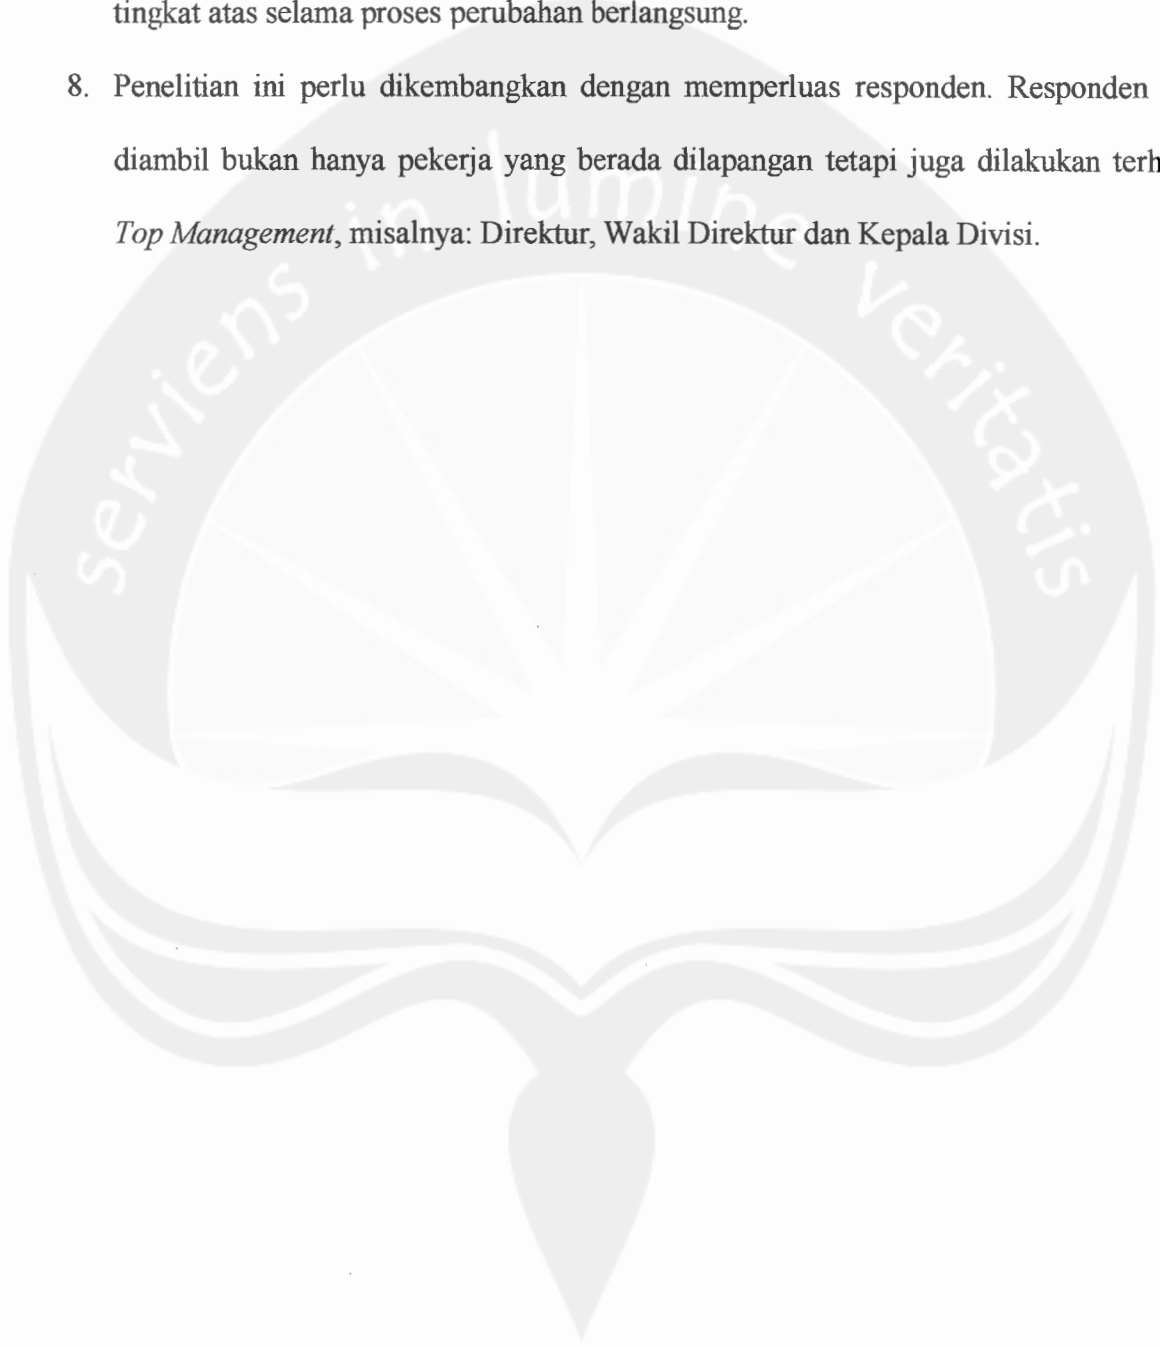 tingkat atas selama proses perubahan berlangsung.
8. Penelitian ini perlu dikembangkan dengan memperluas responden. Responden
diambil bukan hanya pekerja yang berada dilapangan tetapi juga dilakukan terh
Top Management, misalnya: Direktur, Wakil Direktur dan Kepala Divisi.
serviens in lumine veritatis